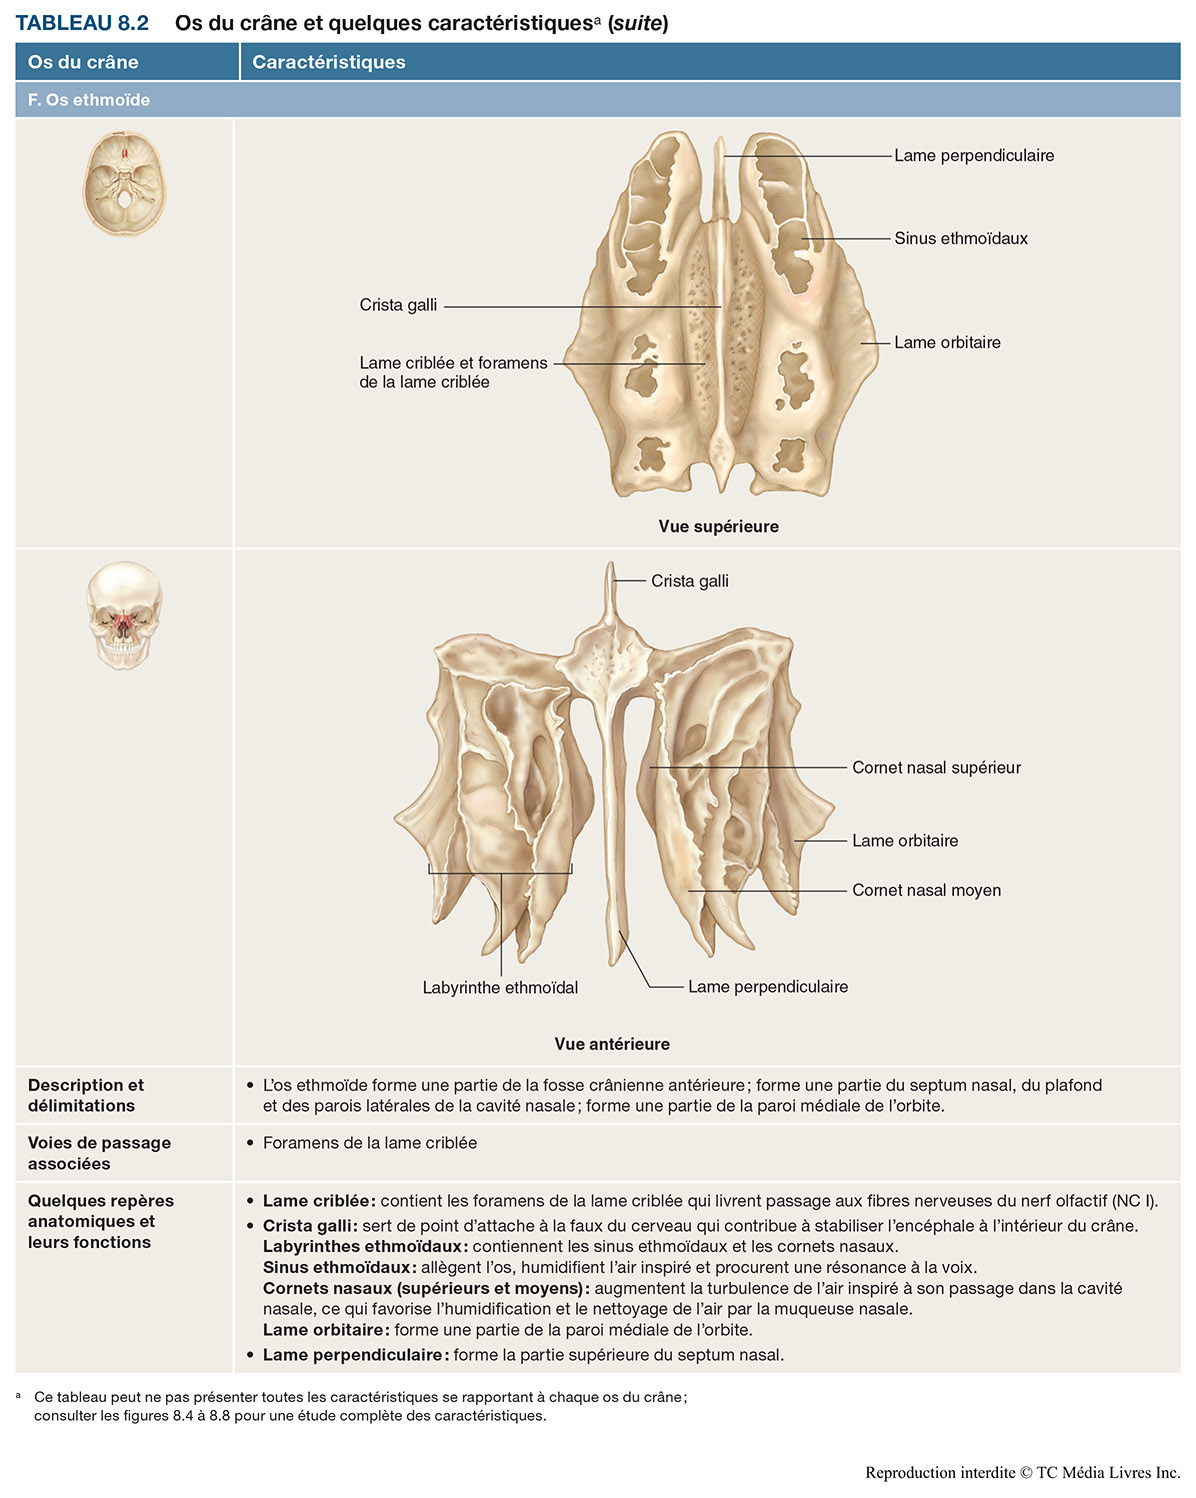 TABLEAU 8.2 Os du crâne et quelques caractéristiquesa (suite)
Os du crâne Caractéristiques
F. Os ethmoïde
Lame perpendiculaire
Sinus ethmoïdaux
Crista galli
Lame orbitaire
Lame criblée et foramens
de la lame criblée
Vue supérieure
Crista galli
Cornet nasal supérieur
Lame orbitaire
Cornet nasal moyen
Labyrinthe ethmoïdal
Lame perpendiculaire
Vue antérieure
Description et
délimitations
• L'os ethmoïde forme une partie de la fosse crânienne antérieure ; forme une partie du septum nasal, du plafond
et des parois latérales de la cavité nasale ; forme une partie de la paroi médiale de l'orbite.
Voies de passage
associées
• Foramens de la lame criblée
Quelques repères
anatomiques et
leurs fonctions
• Lame criblée : contient les foramens de la lame criblée qui livrent passage aux fibres nerveuses du nerf olfactif (NC I).
• Crista galli : sert de point d'attache à la faux du cerveau qui contribue à stabiliser l'encéphale à l'intérieur du crâne.
Labyrinthes ethmoïdaux : contiennent les sinus ethmoïdaux et les cornets nasaux.
Sinus ethmoïdaux : allègent l'os, humidifient l'air inspiré et procurent une résonance à la voix.
Cornets nasaux (supérieurs et moyens) : augmentent la turbulence de l'air inspiré à son passage dans la cavité
nasale, ce qui favorise l'humidification et le nettoyage de l'air par la muqueuse nasale.
Lame orbitaire : forme une partie de la paroi médiale de l'orbite.
• Lame perpendiculaire : forme la partie supérieure du septum nasal.
a Ce tableau peut ne pas présenter toutes les caractéristiques se rapportant à chaque os du crâne ;
consulter les figures 8.4 à 8.8 pour une étude complète des caractéristiques.
Reproduction interdite © TC Média Livres Inc.